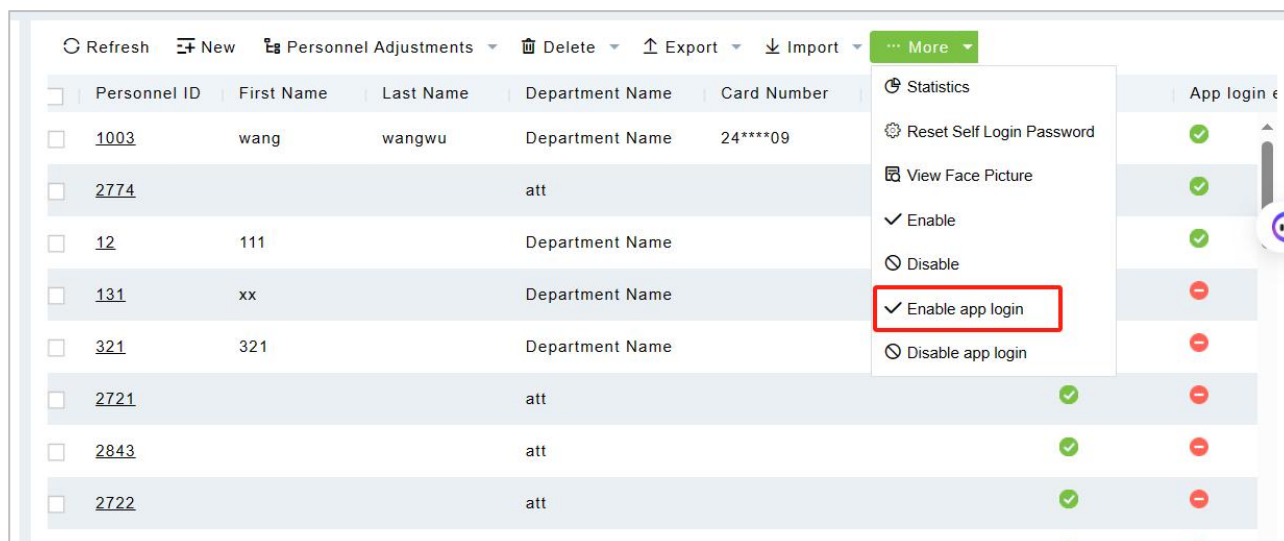 Refresh New Personnel Adjustments Delete Export Import ··· More
Personnel ID First Name Last Name Department Name Card Number App login e
Statistics
1003 wang wangwu Department Name 24****09
Reset Self Login Password
View Face Picture
2774 att
Enable
12 111 Department Name
Disable
131 xx Department Name
Enable app login
321 321 Department Name
Disable app login
2721 att
2843 att
2722 att